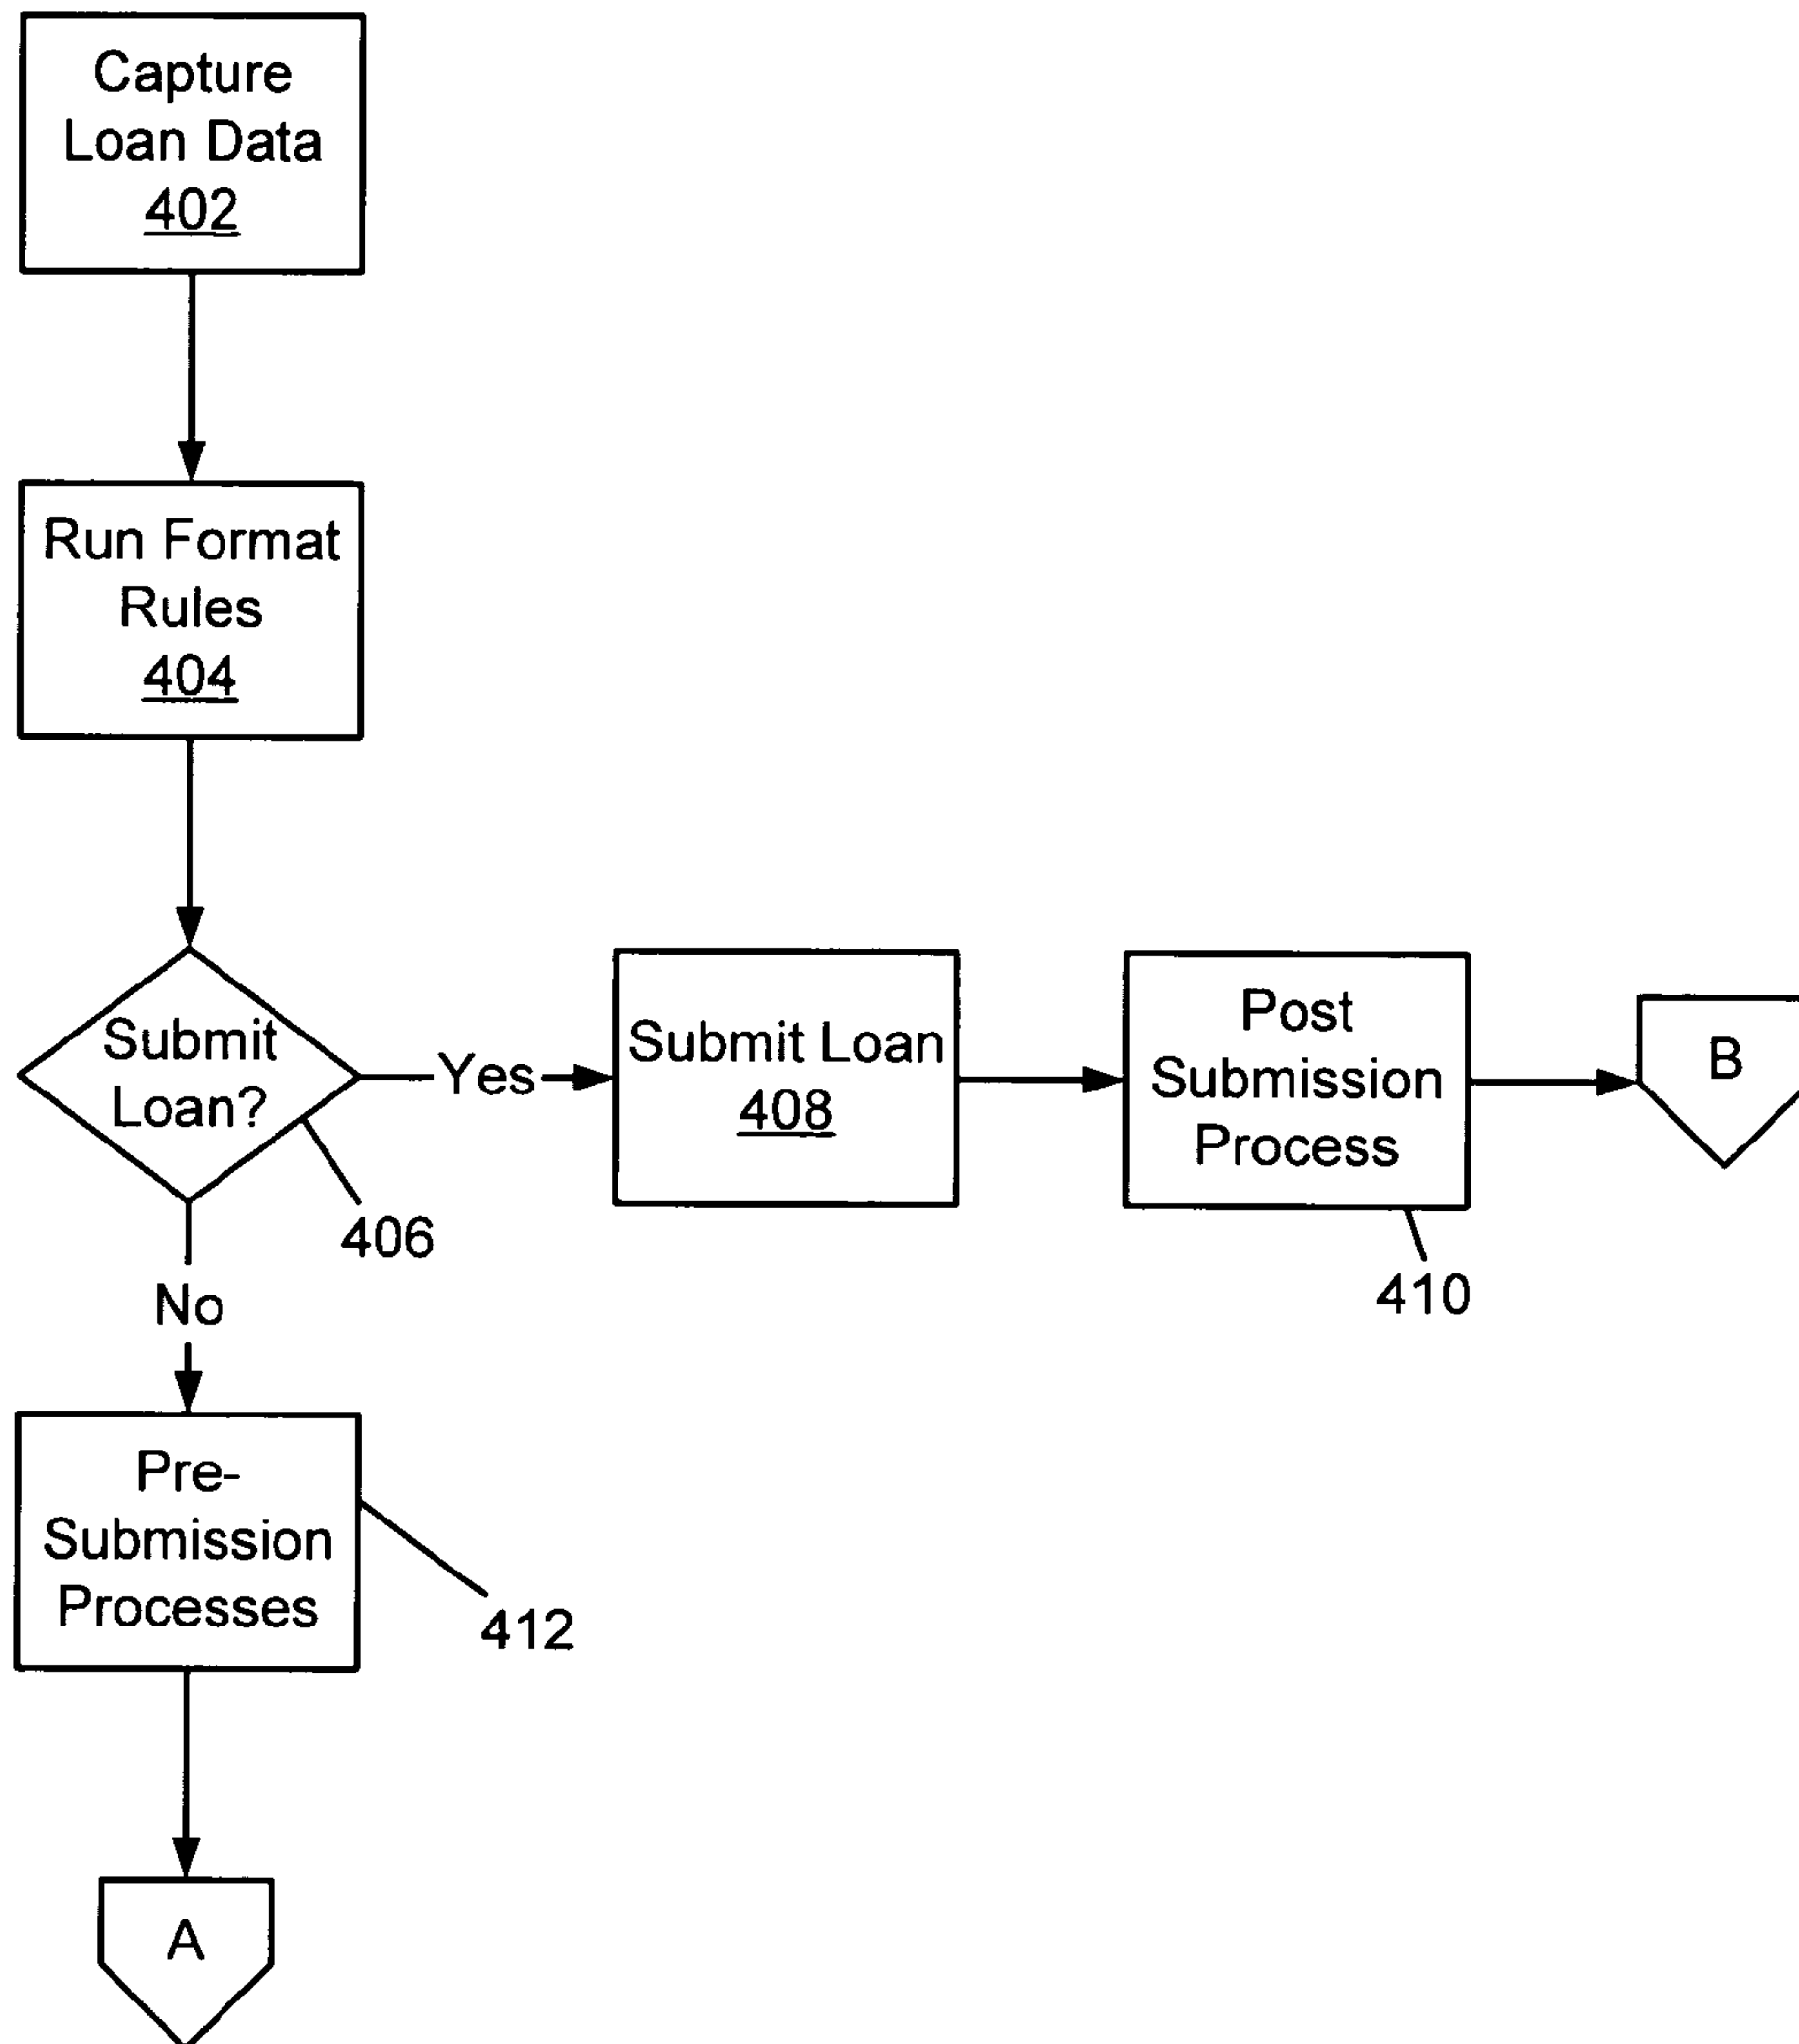 Capture
Loan Data
402
Run Format
Rules
404
Submit
Loan?
406
Yes
Submit Loan
408
Post
Submission
Process
410
B
No
Pre-
Submission
Processes
412
A